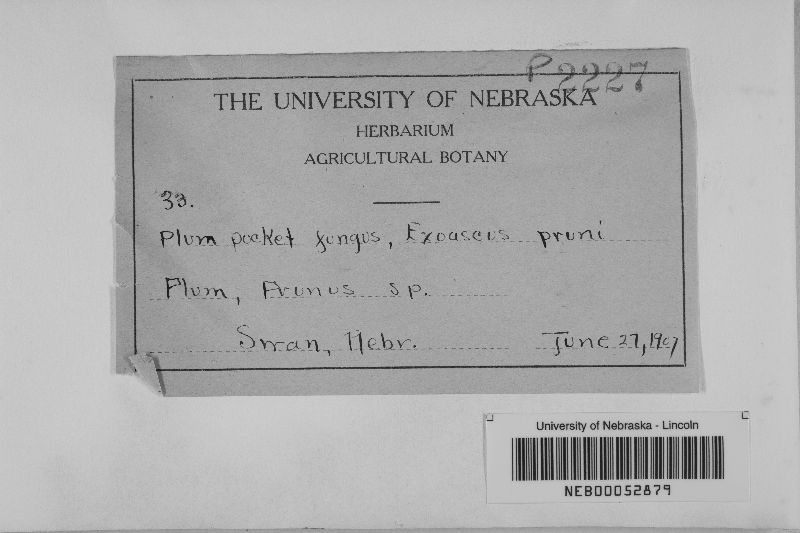 P 2227
THE UNIVERSITY OF NEBRASKA
HERBARIUM
AGRICULTURAL BOTANY
33.
Plum pocket fungus, Exoascus pruni
Plum, Prunus sp.
Swan, Nebr. June 27, 1907
University of Nebraska - Lincoln
NEB00052879